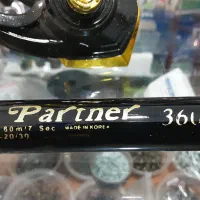 Partner 360
60m/7 Sec MADE IN KOREA
20/30